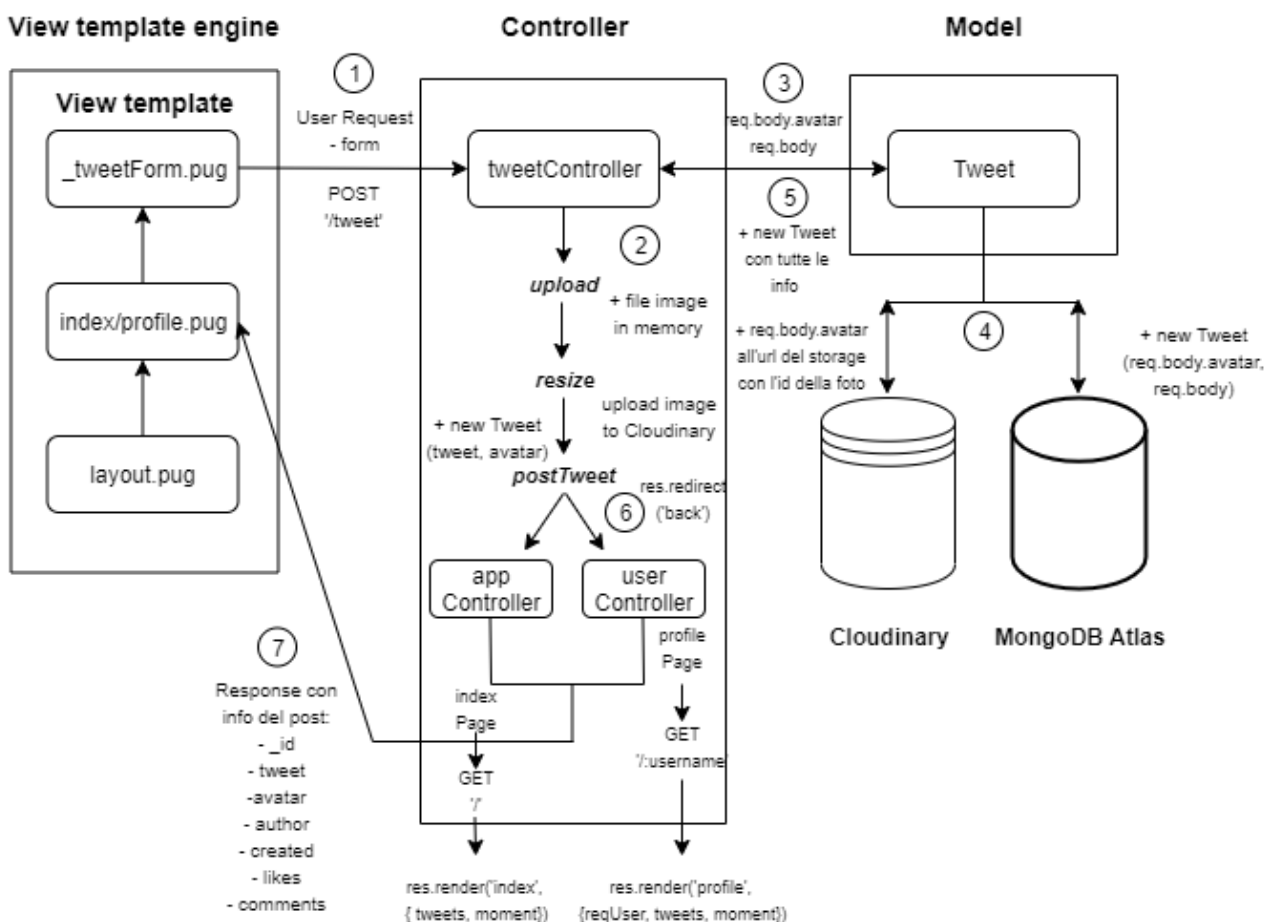 View template engine
Controller
Model
View template
_tweetForm.pug
index/profile.pug
layout.pug
1
User Request
- form
POST
'/tweet'
tweetController
2
upload
+ file image
in memory
resize
upload image
to Cloudinary
+ new Tweet
(tweet, avatar)
postTweet
6
res.redirect
('back')
app
Controller
user
Controller
index
Page
GET
'/'
profile
Page
GET
'/:username'
res.render('index',
{ tweets, moment})
res.render('profile',
{reqUser, tweets, moment})
3
req.body.avatar
req.body
5
+ new Tweet
con tutte le
info
Tweet
4
+ req.body.avatar
all'url del storage
con l'id della foto
+ new Tweet
(req.body.avatar,
req.body)
Cloudinary
MongoDB Atlas
7
Response con
info del post:
- _id
- tweet
-avatar
- author
- created
- likes
- comments